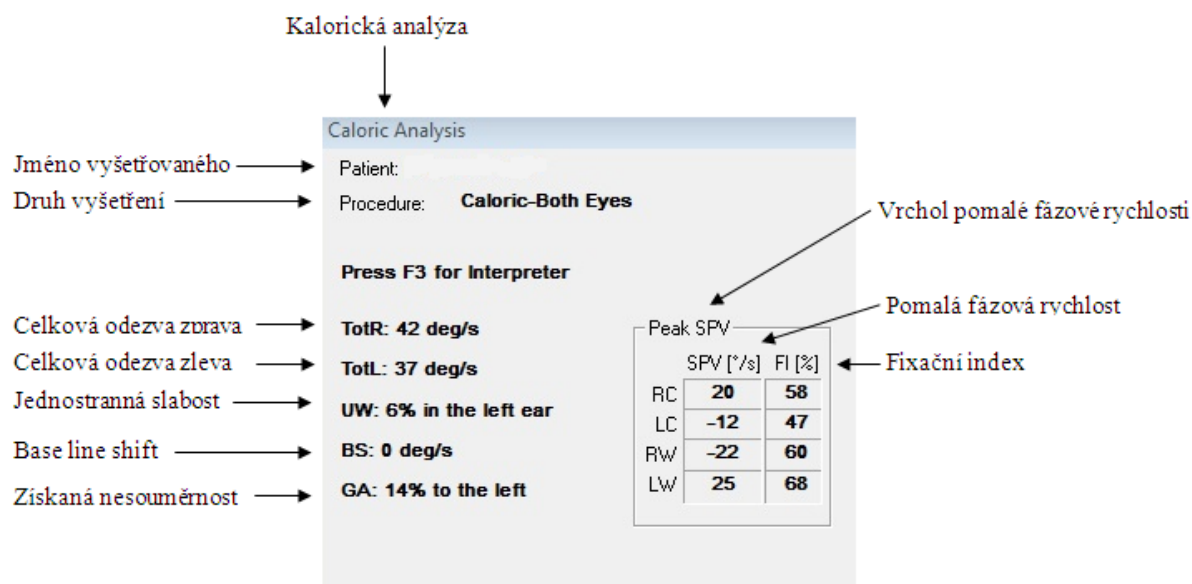 Kalorická analýza
Caloric Analysis
Jméno vyšetřovaného
Patient:
Druh vyšetření
Procedure: Caloric-Both Eyes
Vrchol pomalé fázové rychlosti
Press F3 for Interpreter
Pomalá fázová rychlost
Celková odezva zprava
TotR: 42 deg/s
Peak SPV
Celková odezva zleva
TotL: 37 deg/s
SPV [°/s] FI [%]
Fixační index
RC 20 58
Jednostranná slabost
UW: 6% in the left ear
LC -12 47
Base line shift
BS: 0 deg/s
RW -22 60
Získaná nesouměrnost
GA: 14% to the left
LW 25 68